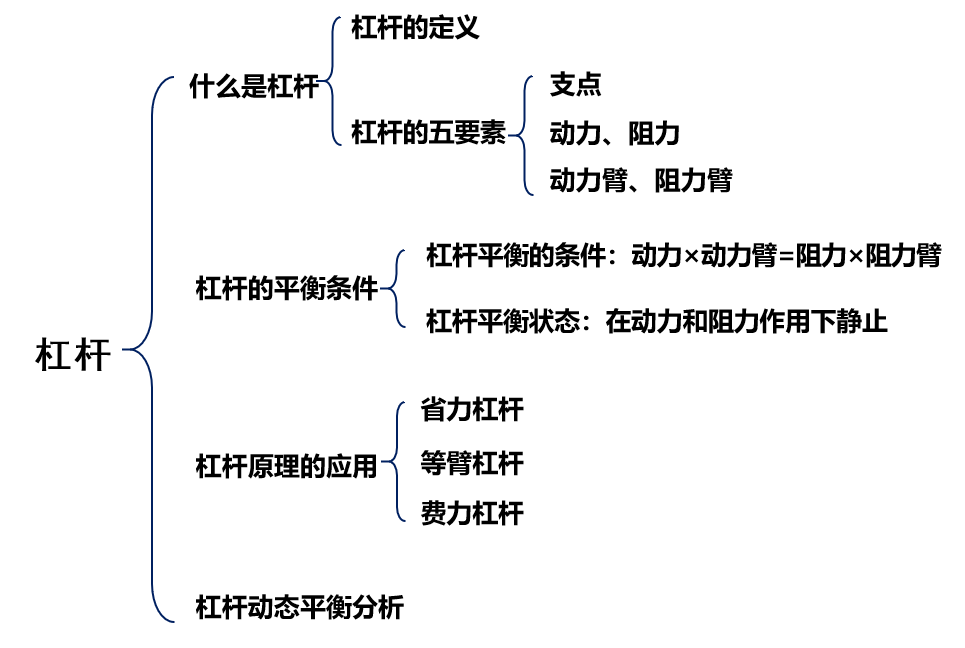 杠杆的定义
什么是杠杆
支点
杠杆的五要素
动力、阻力
动力臂、阻力臂
杠杆平衡的条件：动力×动力臂=阻力×阻力臂
杠杆的平衡条件
杠杆平衡状态：在动力和阻力作用下静止
杠杆
省力杠杆
杠杆原理的应用
等臂杠杆
费力杠杆
杠杆动态平衡分析